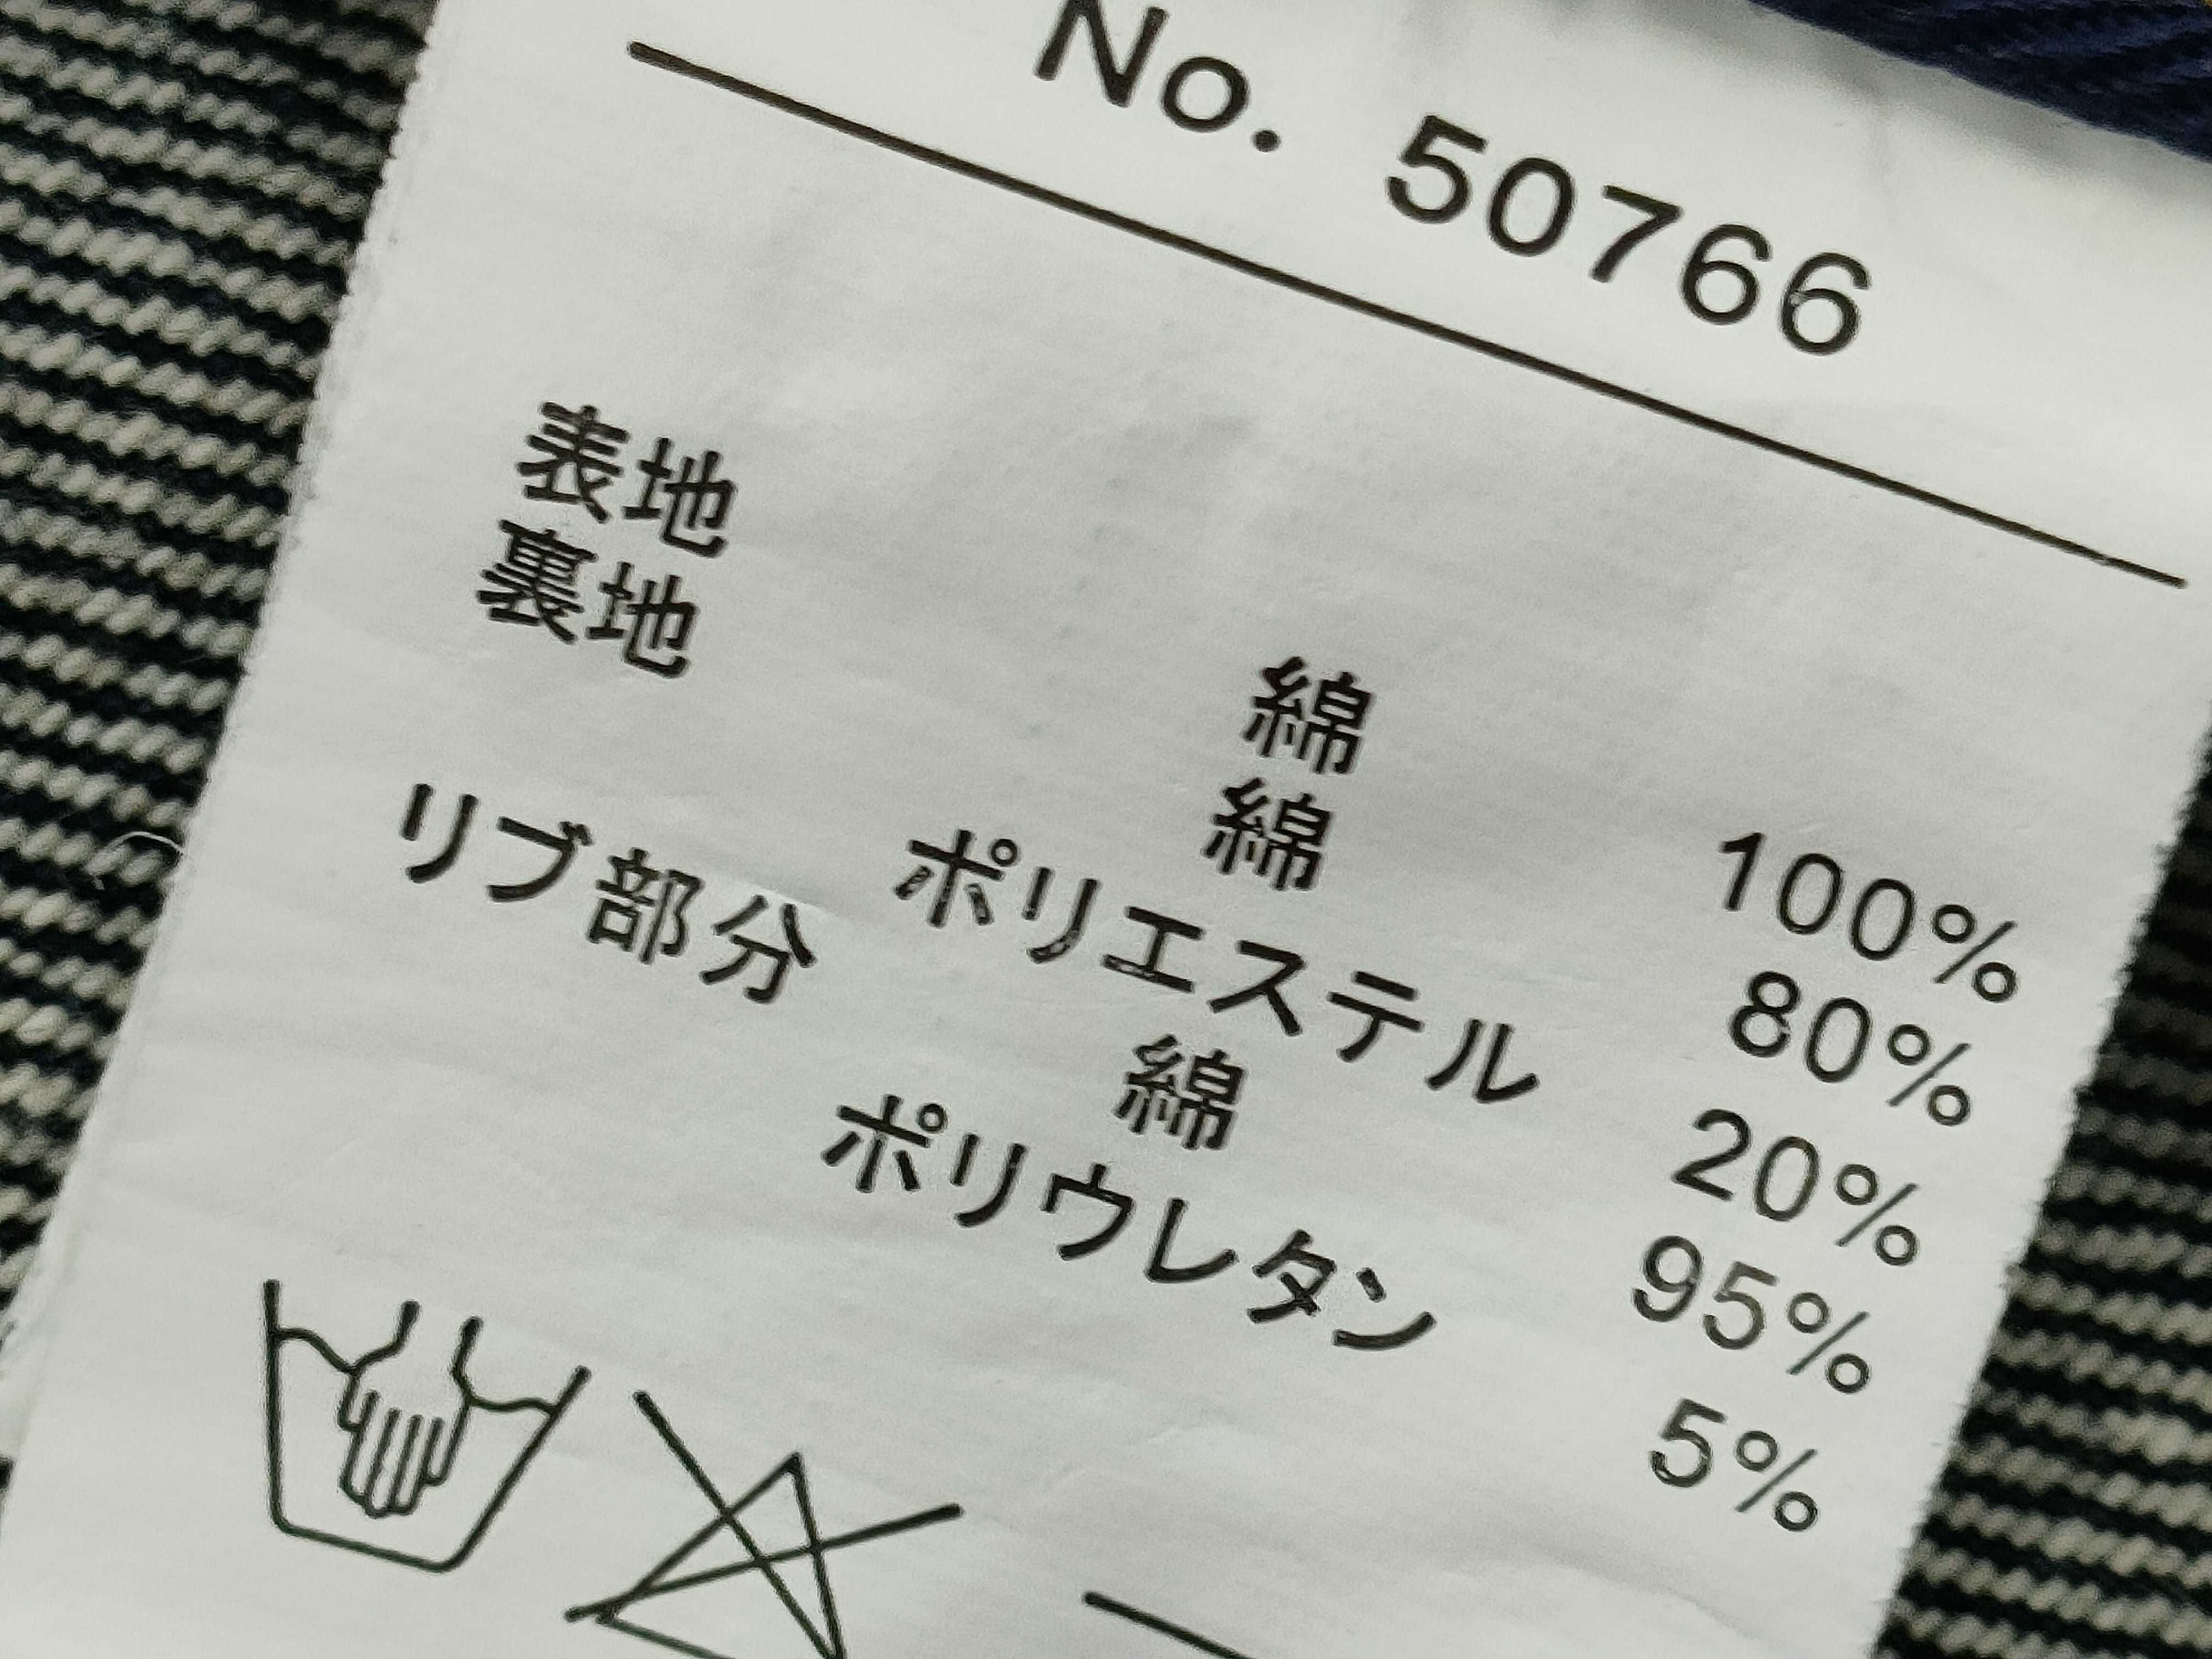 No. 50766
表地 綿 100%
裏地 綿 80%
ポリエステル 20%
リブ部分 綿 95%
ポリウレタン 5%